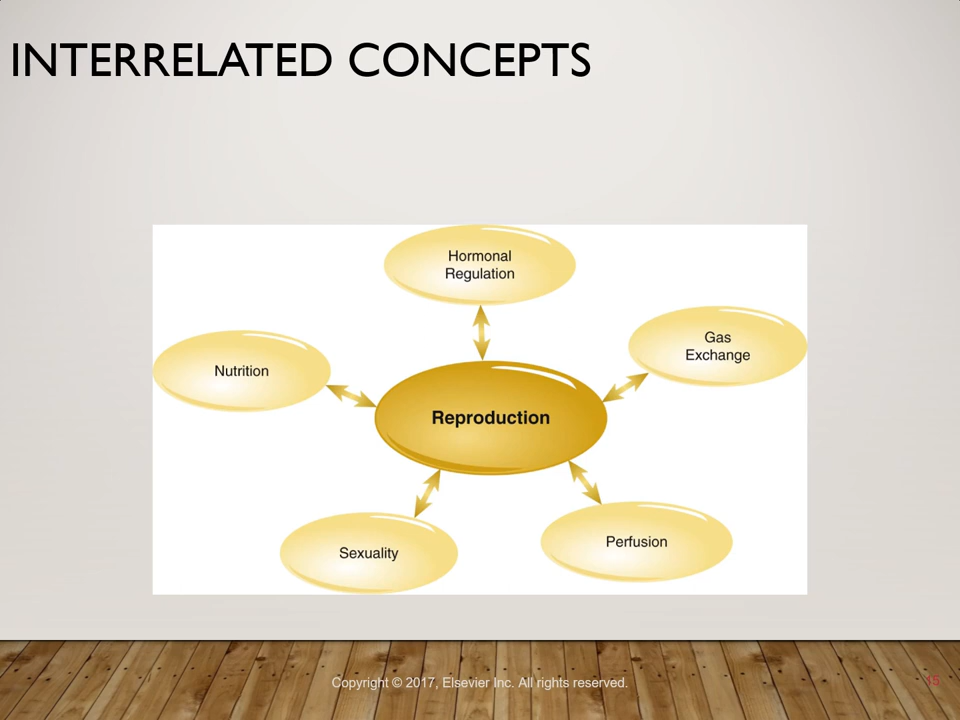 INTERRELATED CONCEPTS
Hormonal
Regulation
Gas
Exchange
Nutrition
Reproduction
Perfusion
Sexuality
Copyright © 2017, Elsevier Inc. All rights reserved.
15